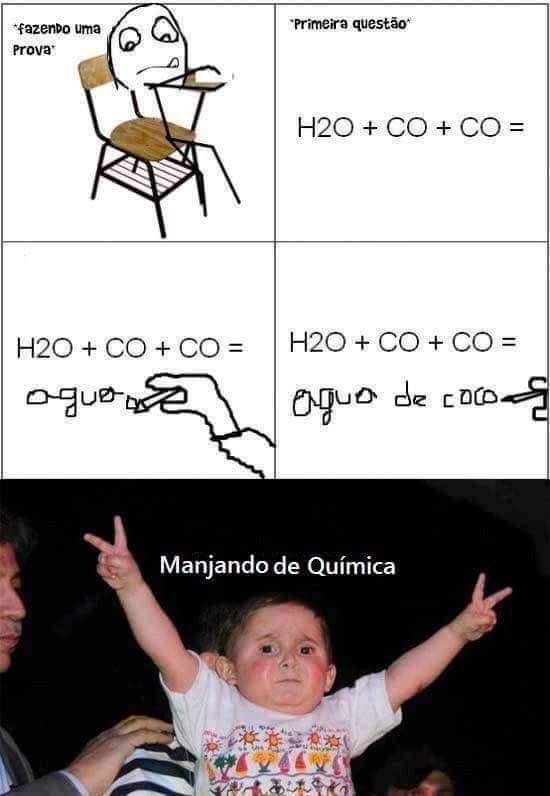 *fazendo uma
Prova*
*Primeira questão*
H2O + CO + CO =
H2O + CO + CO =
agua d
H2O + CO + CO =
agua de coco
Manjando de Química